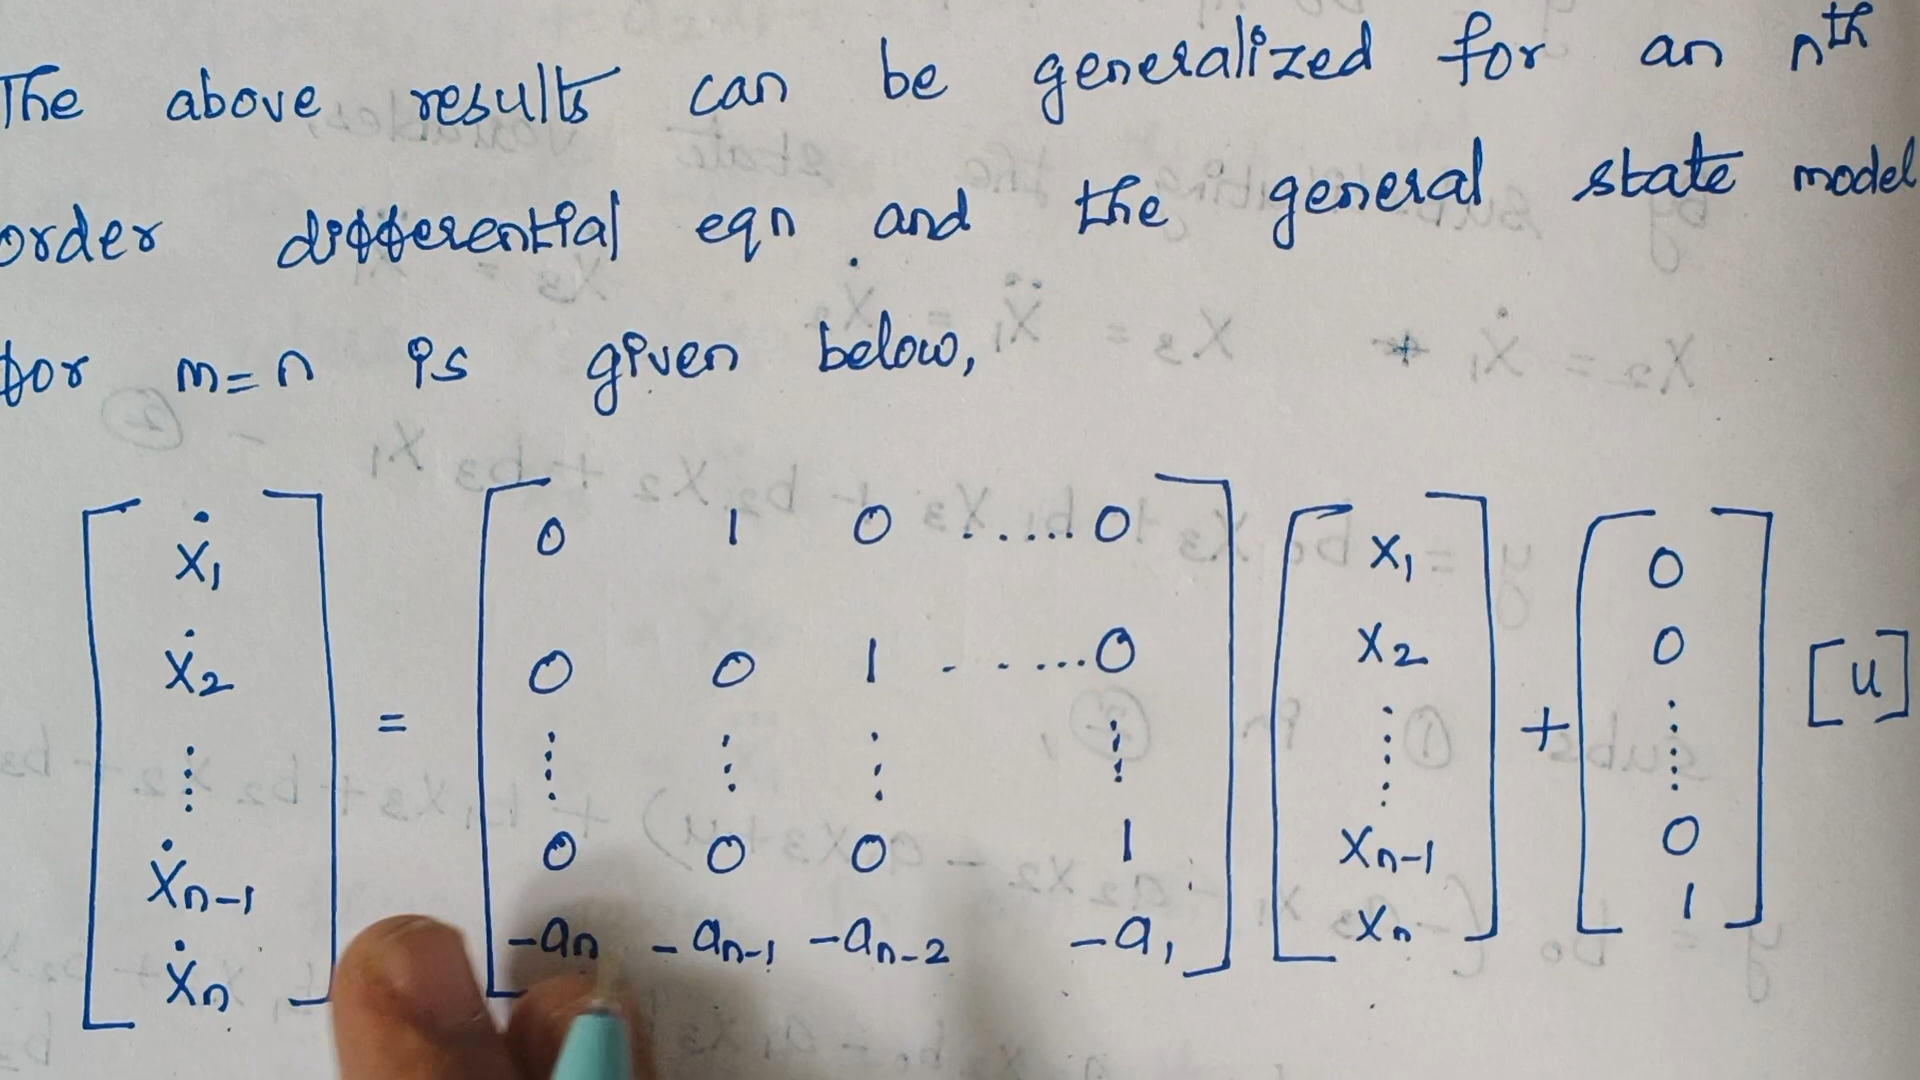 The above results can be generalized for an nth
order differential eqn and the general state model
for m=n is given below,
[ẋ1 ẋ2 ⋮ ẋn-1 ẋn] = [0 1 0 ..... 0
0 0 1 ...... 0
⋮ ⋮ ⋮ ⋮
0 0 0 1
-an -an-1 -an-2 -a1] [x1 x2 ⋮ xn-1 xn] + [0 0 ⋮ 0 1] [u]